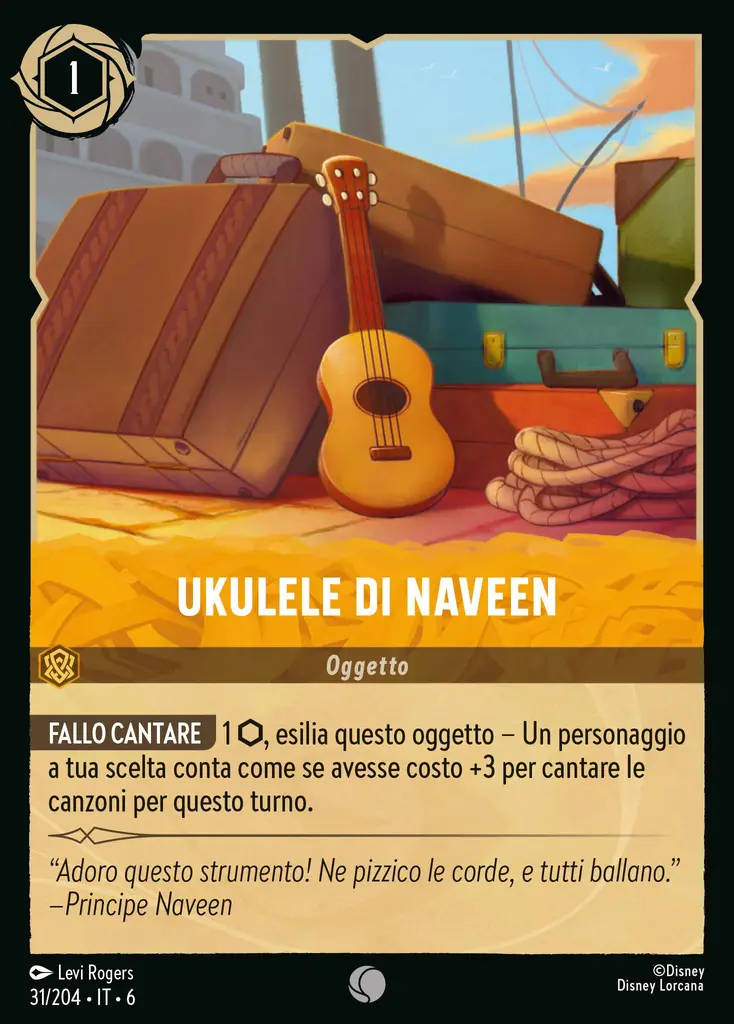 1
UKULELE DI NAVEEN
Oggetto
FALLO CANTARE 1 ⬡, esilia questo oggetto – Un personaggio
a tua scelta conta come se avesse costo +3 per cantare le
canzoni per questo turno.
“Adoro questo strumento! Ne pizzico le corde, e tutti ballano.”
–Principe Naveen
Levi Rogers
31/204 • IT • 6
©Disney
Disney Lorcana